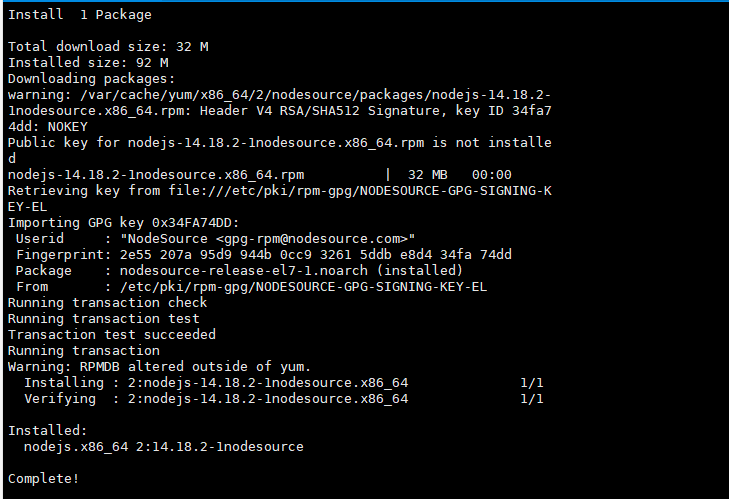 Install  1 Package
Total download size: 32 M
Installed size: 92 M
Downloading packages:
warning: /var/cache/yum/x86_64/2/nodesource/packages/nodejs-14.18.2-
1nodesource.x86_64.rpm: Header V4 RSA/SHA512 Signature, key ID 34fa7
4dd: NOKEY
Public key for nodejs-14.18.2-1nodesource.x86_64.rpm is not installe
d
nodejs-14.18.2-1nodesource.x86_64.rpm          |  32 MB   00:00
Retrieving key from file:///etc/pki/rpm-gpg/NODESOURCE-GPG-SIGNING-K
EY-EL
Importing GPG key 0x34FA74DD:
 Userid     : "NodeSource <gpg-rpm@nodesource.com>"
 Fingerprint: 2e55 207a 95d9 944b 0cc9 3261 5ddb e8d4 34fa 74dd
 Package    : nodesource-release-el7-1.noarch (installed)
 From       : /etc/pki/rpm-gpg/NODESOURCE-GPG-SIGNING-KEY-EL
Running transaction check
Running transaction test
Transaction test succeeded
Running transaction
Warning: RPMDB altered outside of yum.
  Installing : 2:nodejs-14.18.2-1nodesource.x86_64              1/1
  Verifying  : 2:nodejs-14.18.2-1nodesource.x86_64              1/1
Installed:
  nodejs.x86_64 2:14.18.2-1nodesource
Complete!